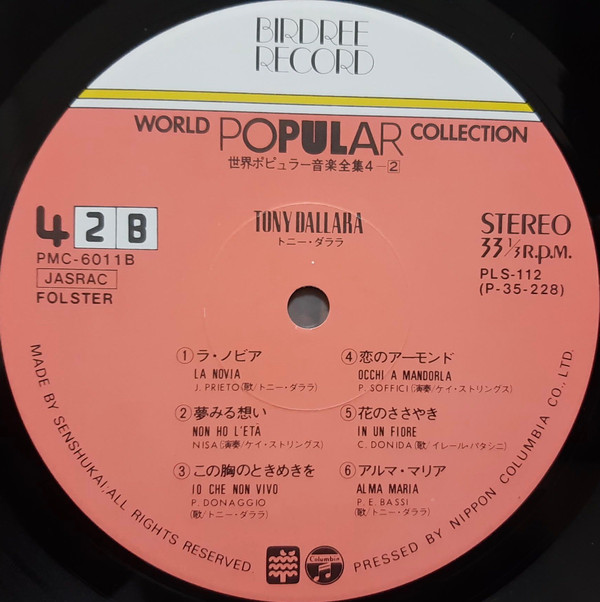 BIRDREE
RECORD
WORLD POPULAR COLLECTION
世界ポピュラー音楽全集4-2
42B
PMC-6011B
JASRAC
FOLSTER
TONY DALLARA
トニー・ダララ
STEREO
33 1/3 R.p.M.
PLS-112
(P-35-228)
①ラ・ノビア
LA NOVIA
J. PRIETO(歌/トニー・ダララ)
②夢みる想い
NON HO L'ETÀ
NISA(演奏/ケイ・ストリングス)
③この胸のときめきを
IO CHE NON VIVO
P. DONAGGIO
(歌/トニー・ダララ)
④恋のアーモンド
OCCHI A MANDORLA
P. SOFFICI(演奏/ケイ・ストリングス)
⑤花のささやき
IN UN FIORE
C. DONIDA(歌/イレール・パタシニ)
⑥アルマ・マリア
ALMA MARIA
P. E. BASSI
(歌/トニー・ダララ)
MADE BY SENSHUKAI: ALL RIGHTS RESERVED.
Columbia
PRESSED BY NIPPON COLUMBIA CO., LTD.